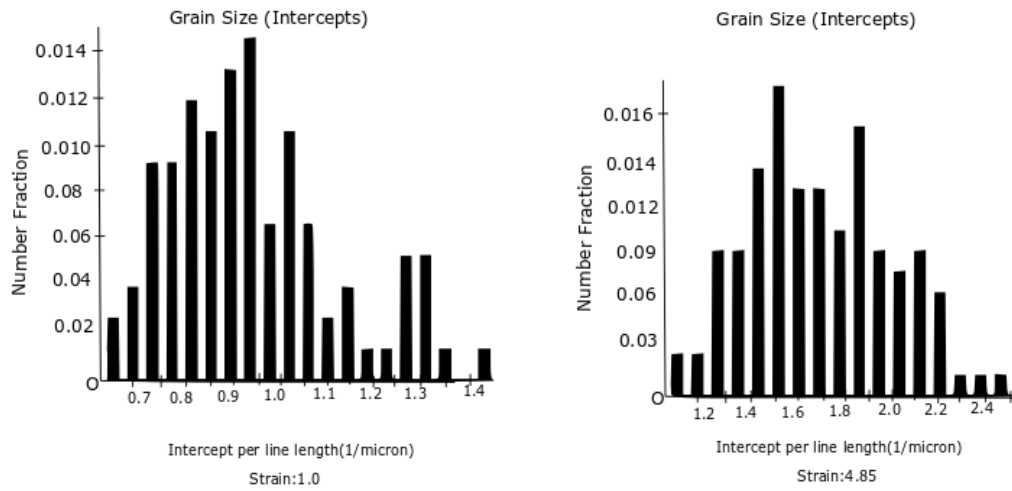 Grain Size (Intercepts)
0.014
0.012
0.010
0.08
0.06
0.04
0.02
O
Number Fraction
0.7 0.8 0.9 1.0 1.1 1.2 1.3 1.4
Intercept per line length(1/micron)
Strain:1.0
Grain Size (Intercepts)
0.016
0.014
0.012
0.09
0.06
0.03
O
Number Fraction
1.2 1.4 1.6 1.8 2.0 2.2 2.4
Intercept per line length(1/micron)
Strain:4.85